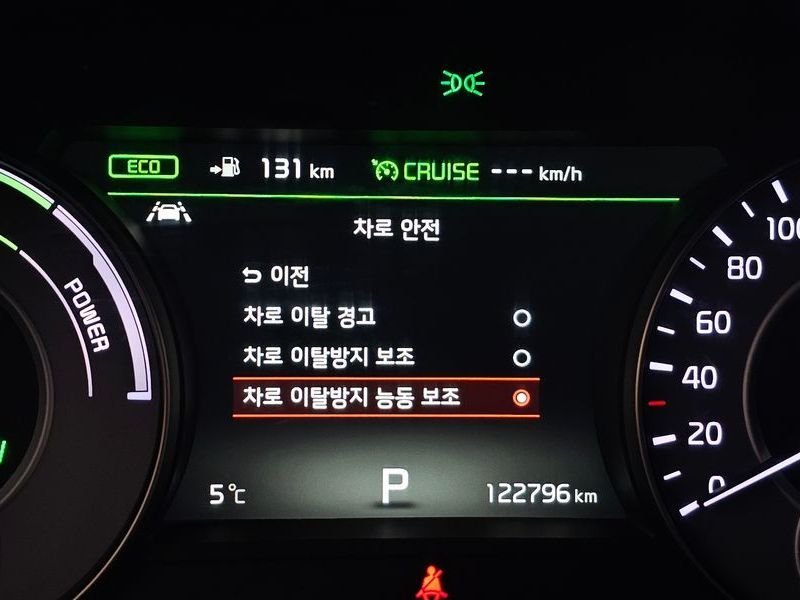 ECO 131 km CRUISE --- km/h
차로 안전
이전
차로 이탈 경고
차로 이탈방지 보조
차로 이탈방지 능동 보조
5℃ P 122796 km
POWER
100
80
60
40
20
0